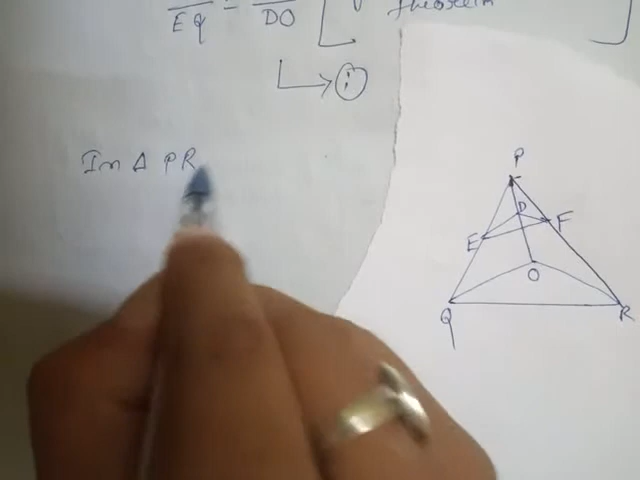 EQ = DO [ Theorem ]
(i)
In Δ PR
P
D
F
E
O
Q
R